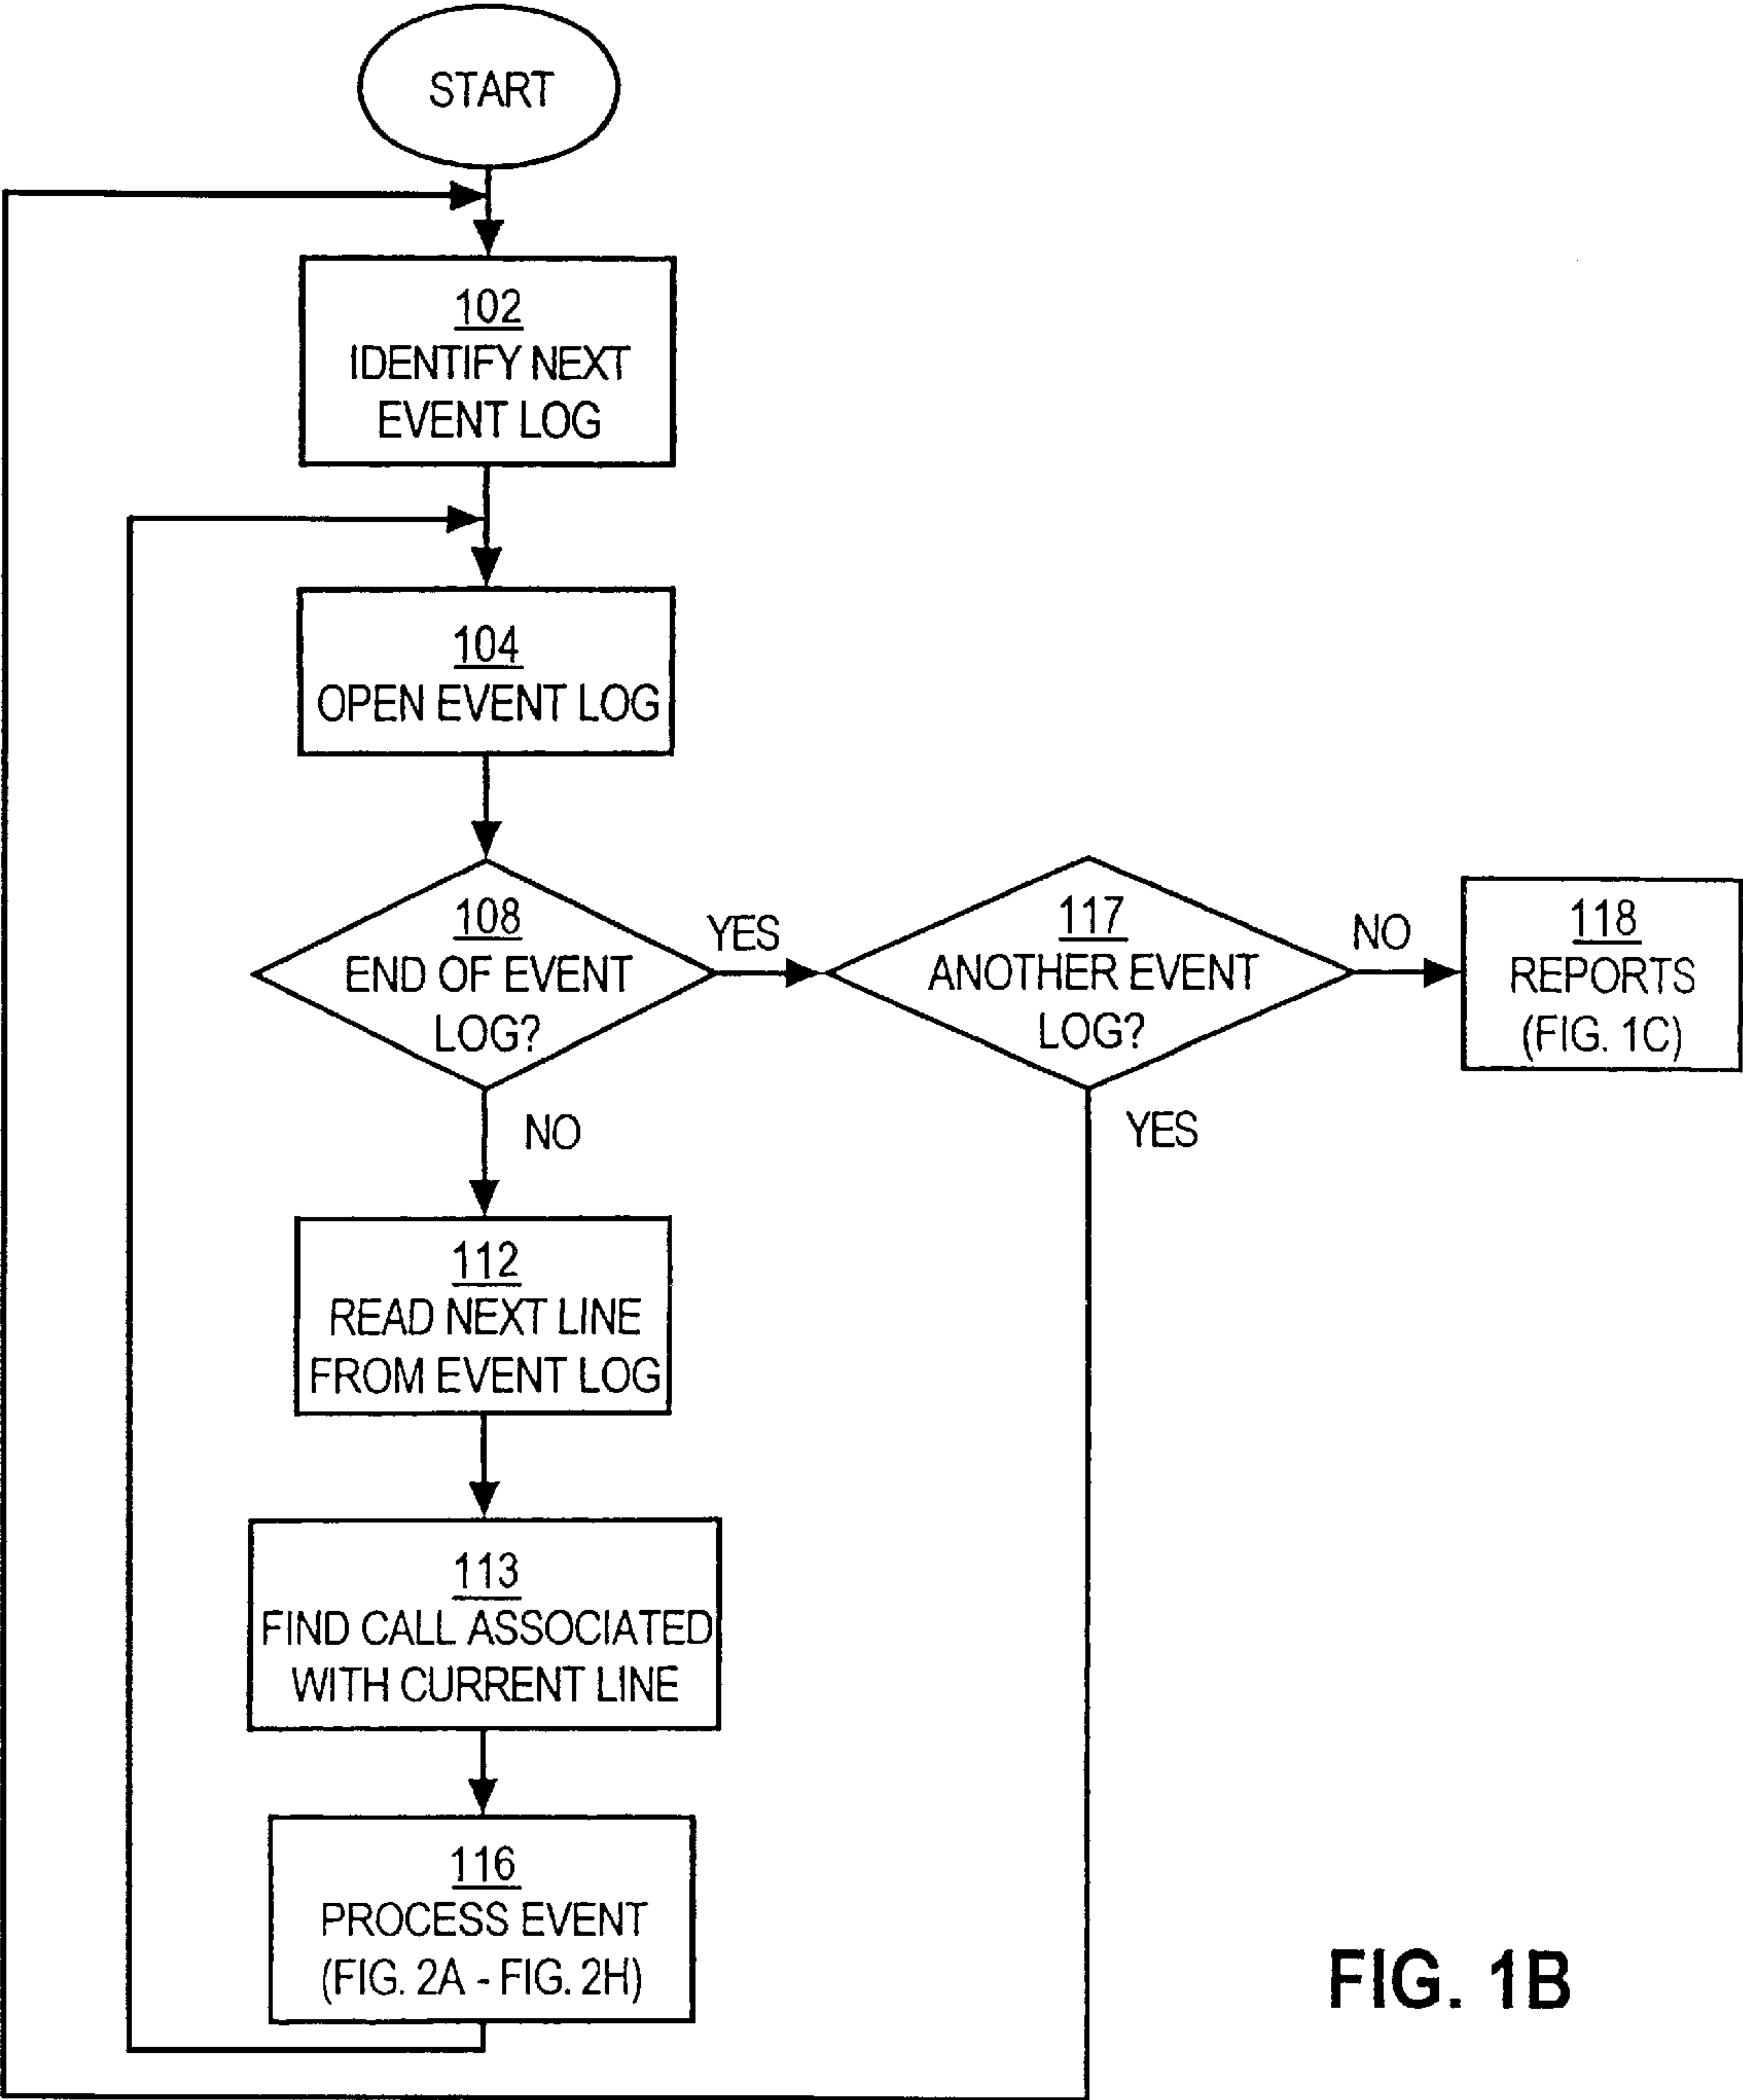 START
102
IDENTIFY NEXT
EVENT LOG
104
OPEN EVENT LOG
108
END OF EVENT
LOG?
YES
117
ANOTHER EVENT
LOG?
NO
118
REPORTS
(FIG. 1C)
NO
YES
112
READ NEXT LINE
FROM EVENT LOG
113
FIND CALL ASSOCIATED
WITH CURRENT LINE
116
PROCESS EVENT
(FIG. 2A - FIG. 2H)
FIG. 1B